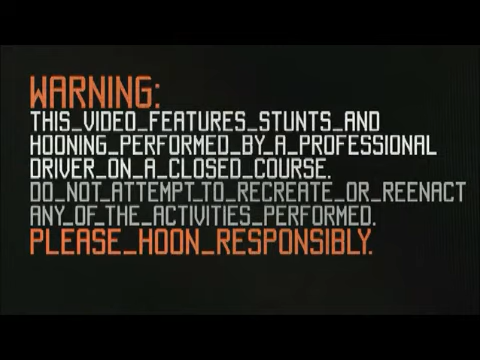 WARNING:
THIS_VIDEO_FEATURES_STUNTS_AND
HOONING_PERFORMED_BY_A_PROFESSIONAL
DRIVER_ON_A_CLOSED_COURSE.
DO_NOT_ATTEMPT_TO_RECREATE_OR_REENACT
ANY_OF_THE_ACTIVITIES_PERFORMED.
PLEASE_HOON_RESPONSIBLY.